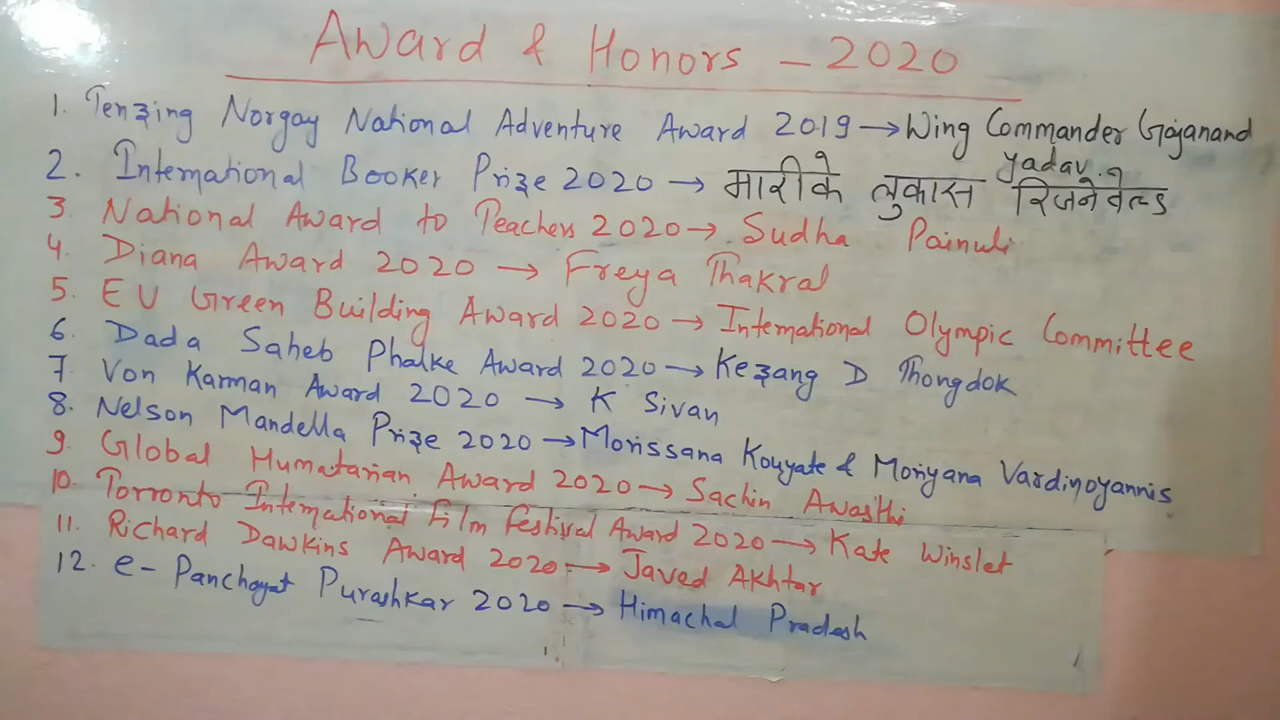 Award & Honors - 2020
1. Tenzing Norgay National Adventure Award 2019 → Wing Commander Gajanand
yadav.
2. International Booker Prize 2020 → मारीके लुकास रिजनेवेल्ड
3 National Award to Teachers 2020 → Sudha Painuli
4. Diana Award 2020 → Freya Thakral
5. EU Green Building Award 2020 → International Olympic Committee
6. Dada Saheb Phalke Award 2020 → Kezang D Thongdok
7 Von Karman Award 2020 → K Sivan
8. Nelson Mandella Prize 2020 → Morissana Kouyate & Moriyana Vardinoyannis
9. Global Humatarian Award 2020 → Sachin Awasthi
10. Torronto International Film Festival Award 2020 → Kate Winslet
11. Richard Dawkins Award 2020 → Javed Akhtar
12. e-Panchayat Purashkar 2020 → Himachal Pradesh